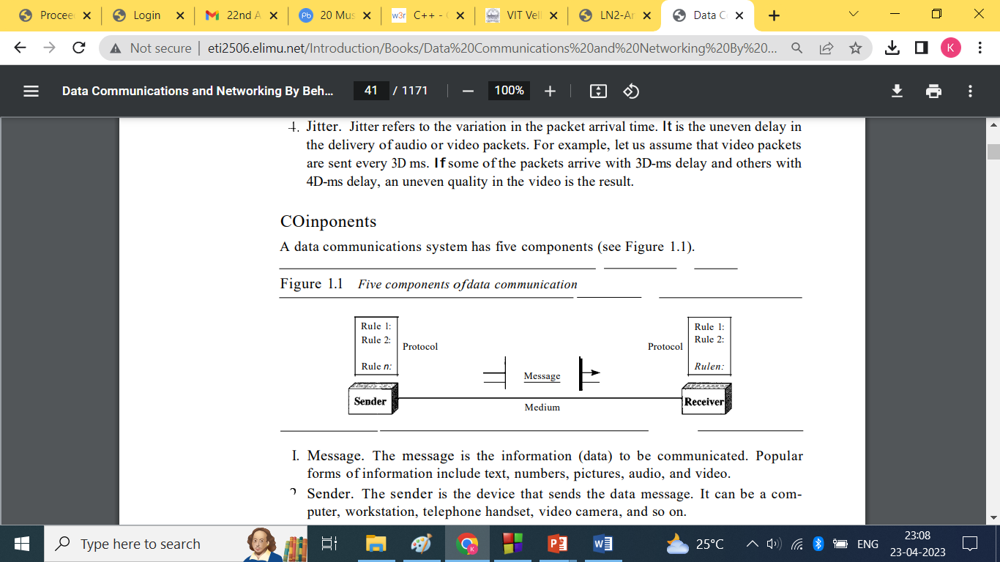 Procee
Login
22nd A
Pb 20 Mus
w3r C++ -
VIT Vell
LN2-Ar
Data C
Not secure | eti2506.elimu.net/Introduction/Books/Data%20Communications%20and%20Networking%20By%20...
K
Data Communications and Networking By Beh...
41 / 1171
100%
4. Jitter. Jitter refers to the variation in the packet arrival time. It is the uneven delay in
the delivery of audio or video packets. For example, let us assume that video packets
are sent every 3D ms. If some of the packets arrive with 3D-ms delay and others with
4D-ms delay, an uneven quality in the video is the result.
COinponents
A data communications system has five components (see Figure 1.1).
Figure 1.1 Five components ofdata communication
Rule 1:
Rule 2:
Rule n:
Protocol
Protocol
Rule 1:
Rule 2:
Rulen:
Message
Sender
Medium
Receiver
I. Message. The message is the information (data) to be communicated. Popular
forms of information include text, numbers, pictures, audio, and video.
Sender. The sender is the device that sends the data message. It can be a com-
puter, workstation, telephone handset, video camera, and so on.
Type here to search
25°C
ENG
23:08
23-04-2023